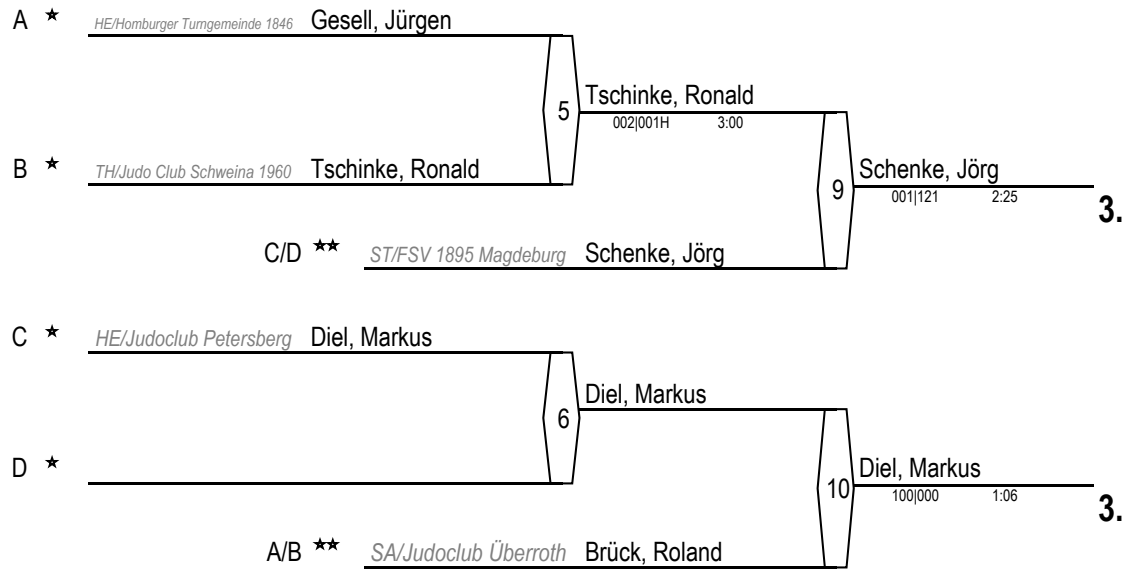 A ★ HE/Homburger Turngemeinde 1846 Gesell, Jürgen
5 Tschinke, Ronald
002|001H 3:00
B ★ TH/Judo Club Schweina 1960 Tschinke, Ronald
9 Schenke, Jörg
001|121 2:25
3.
C/D ★★ ST/FSV 1895 Magdeburg Schenke, Jörg
C ★ HE/Judoclub Petersberg Diel, Markus
6 Diel, Markus
D ★
10 Diel, Markus
100|000 1:06
3.
A/B ★★ SA/Judoclub Überroth Brück, Roland